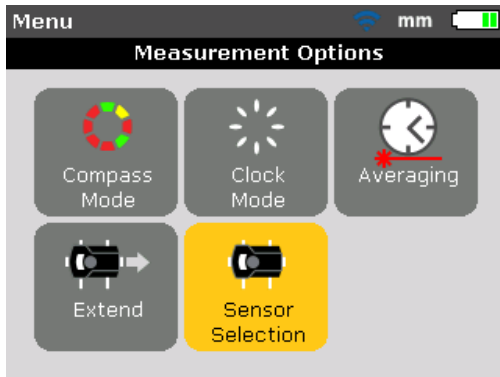 Menu
mm
Measurement Options
Compass
Mode
Clock
Mode
Averaging
Extend
Sensor
Selection